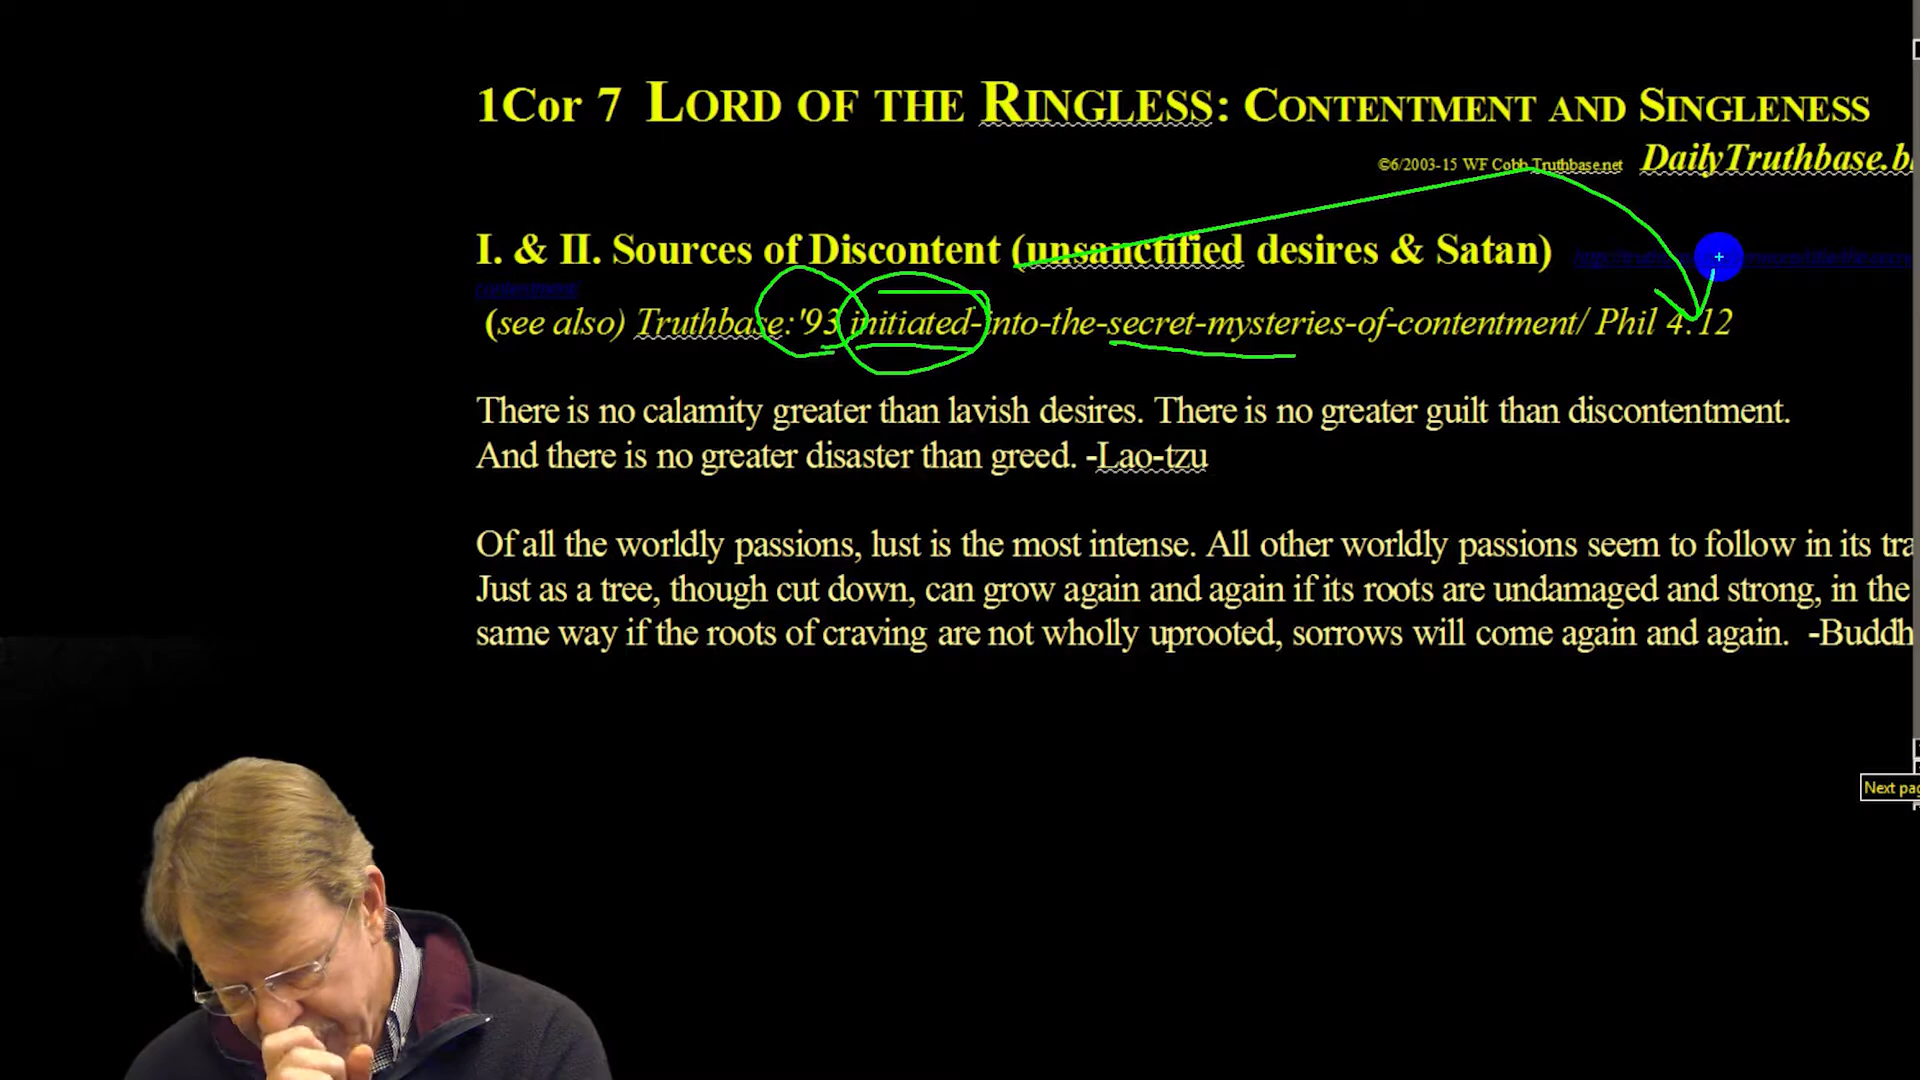 1Cor 7 LORD OF THE RINGLESS: CONTENTMENT AND SINGLENESS
©6/2003-15 WF Cobb Truthbase.net DailyTruthbase.bl
I. & II. Sources of Discontent (unsanctified desires & Satan)
contentment/
(see also) Truthbase:'93 initiated-into-the-secret-mysteries-of-contentment/ Phil 4:12
There is no calamity greater than lavish desires. There is no greater guilt than discontentment.
And there is no greater disaster than greed. -Lao-tzu
Of all the worldly passions, lust is the most intense. All other worldly passions seem to follow in its tra
Just as a tree, though cut down, can grow again and again if its roots are undamaged and strong, in the
same way if the roots of craving are not wholly uprooted, sorrows will come again and again. -Buddh
Next pag